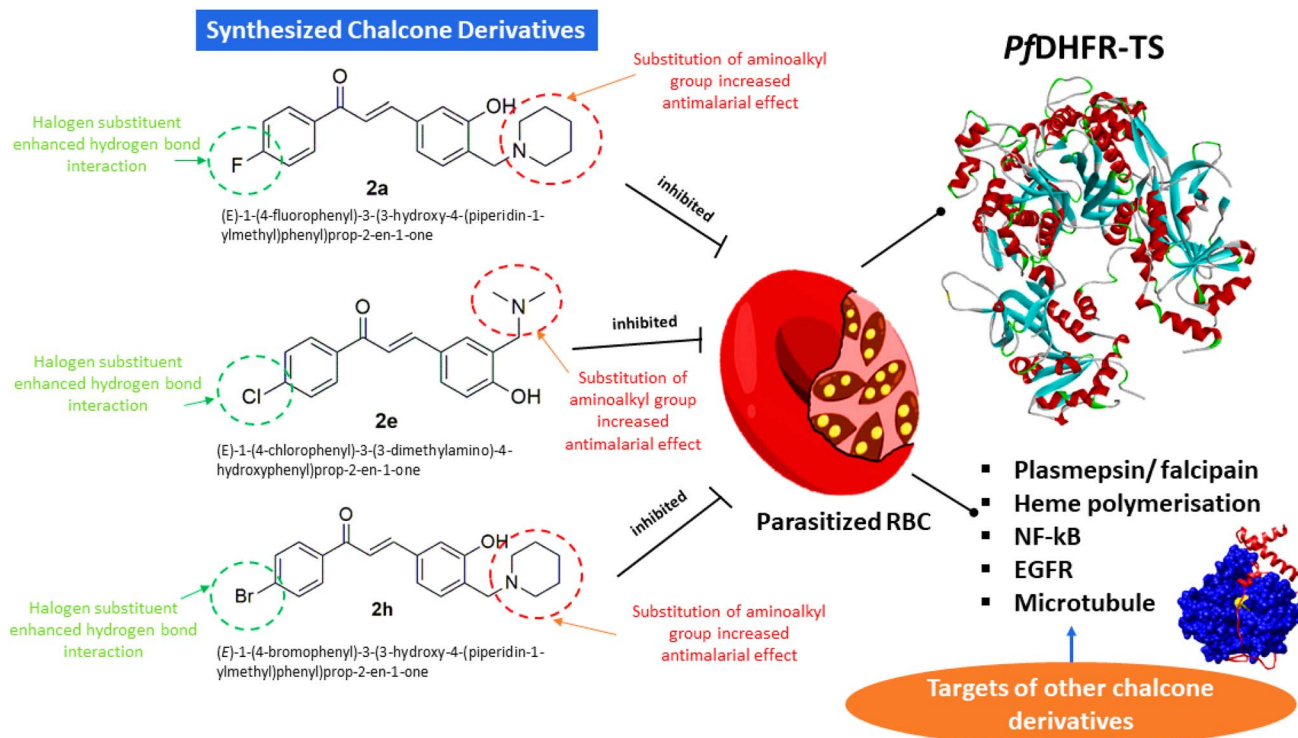 Synthesized Chalcone Derivatives
O
OH
N
F
Halogen substituent
enhanced hydrogen bond
interaction
Substitution of aminoalkyl
group increased
antimalarial effect
2a
(E)-1-(4-fluorophenyl)-3-(3-hydroxy-4-(piperidin-1-
ylmethyl)phenyl)prop-2-en-1-one
inhibited
O
N
Cl
OH
Halogen substituent
enhanced hydrogen bond
interaction
Substitution of
aminoalkyl group
increased
antimalarial effect
2e
(E)-1-(4-chlorophenyl)-3-(3-dimethylamino)-4-
hydroxyphenyl)prop-2-en-1-one
inhibited
O
OH
N
Br
Halogen substituent
enhanced hydrogen bond
interaction
Substitution of aminoalkyl
group increased
antimalarial effect
2h
(E)-1-(4-bromophenyl)-3-(3-hydroxy-4-(piperidin-1-
ylmethyl)phenyl)prop-2-en-1-one
inhibited
Parasitized RBC
PfDHFR-TS
▪ Plasmepsin/ falcipain
▪ Heme polymerisation
▪ NF-kB
▪ EGFR
▪ Microtubule
Targets of other chalcone
derivatives